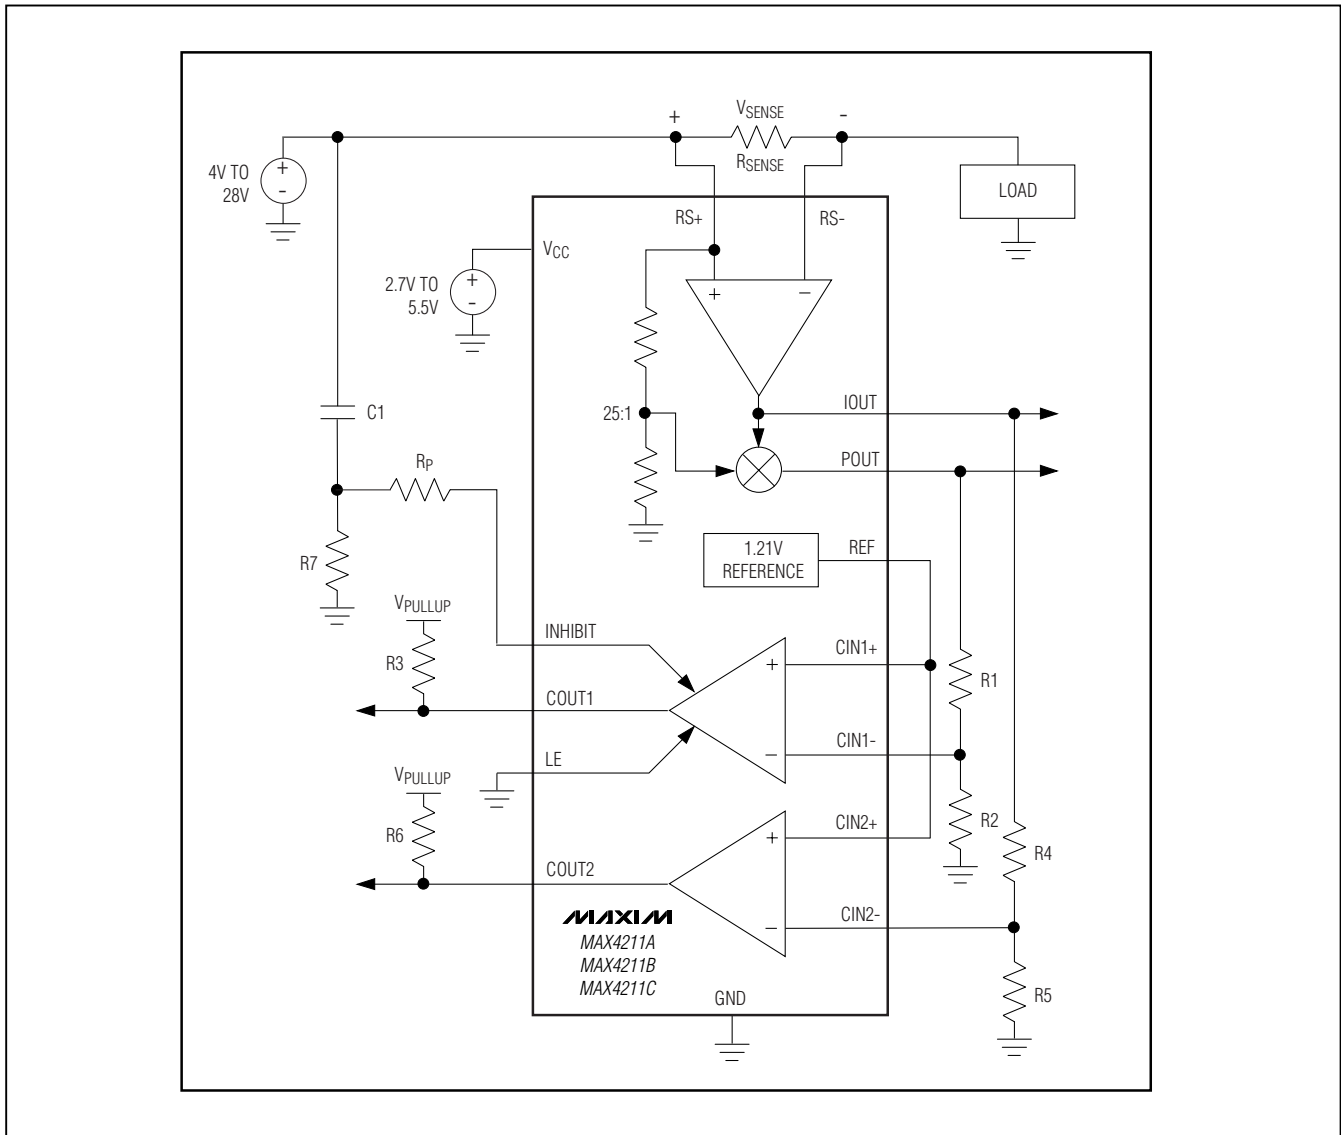 VSENSE
+
-
RSENSE
4V TO
28V
+
-
LOAD
RS+
RS-
VCC
2.7V TO
5.5V
+
-
+
−
25:1
IOUT
C1
POUT
RP
1.21V
REFERENCE
REF
R7
VPULLUP
INHIBIT
CIN1+
+
R3
R1
COUT1
CIN1-
−
LE
VPULLUP
R2
CIN2+
+
R6
R4
COUT2
CIN2-
−
MAXIM
MAX4211A
MAX4211B
MAX4211C
R5
GND